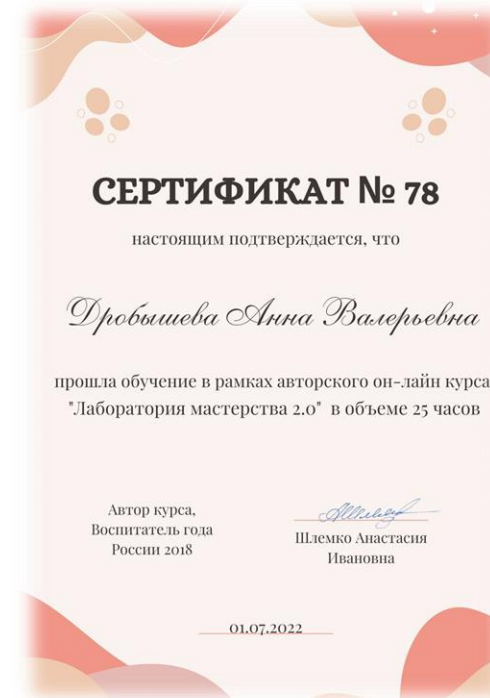 СЕРТИФИКАТ № 78
настоящим подтверждается, что
Дробышева Анна Валерьевна
прошла обучение в рамках авторского он-лайн курса
"Лаборатория мастерства 2.0" в объеме 25 часов
Автор курса,
Воспитатель года
России 2018
Шлемко Анастасия
Ивановна
01.07.2022